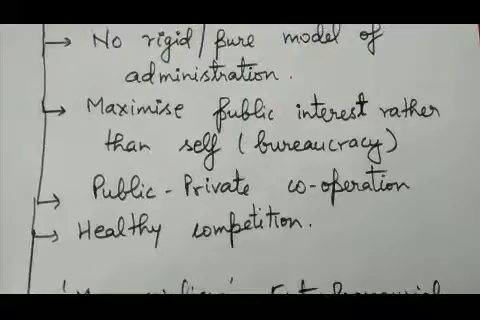 → No rigid/pure model of
administration.
→ Maximise public interest rather
than self (bureaucracy)
→ Public-Private co-operation
→ Healthy competition.